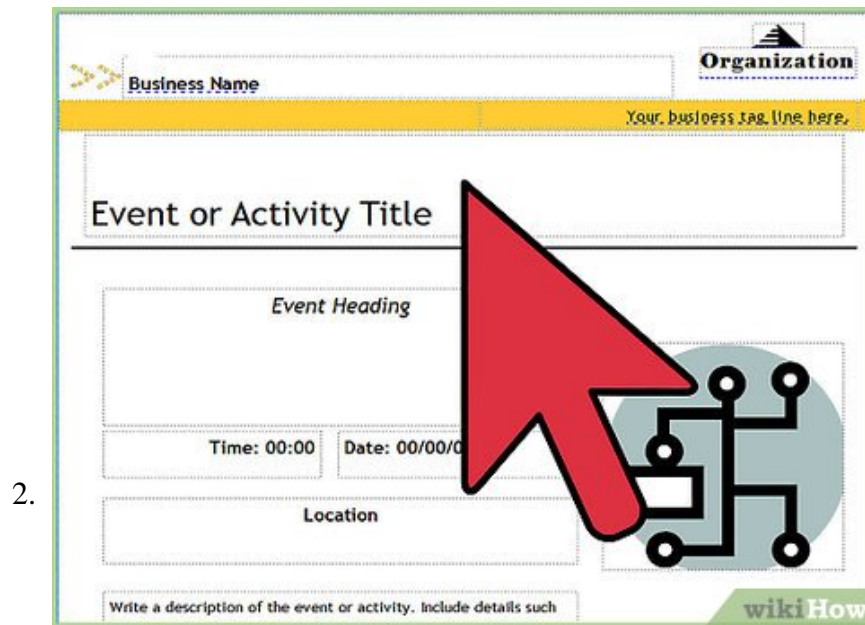 Organization
Business Name
Your business tag line here.
Event or Activity Title
Event Heading
Time: 00:00 Date: 00/00/0
2.
Location
Write a description of the event or activity. Include details such
wikiHow